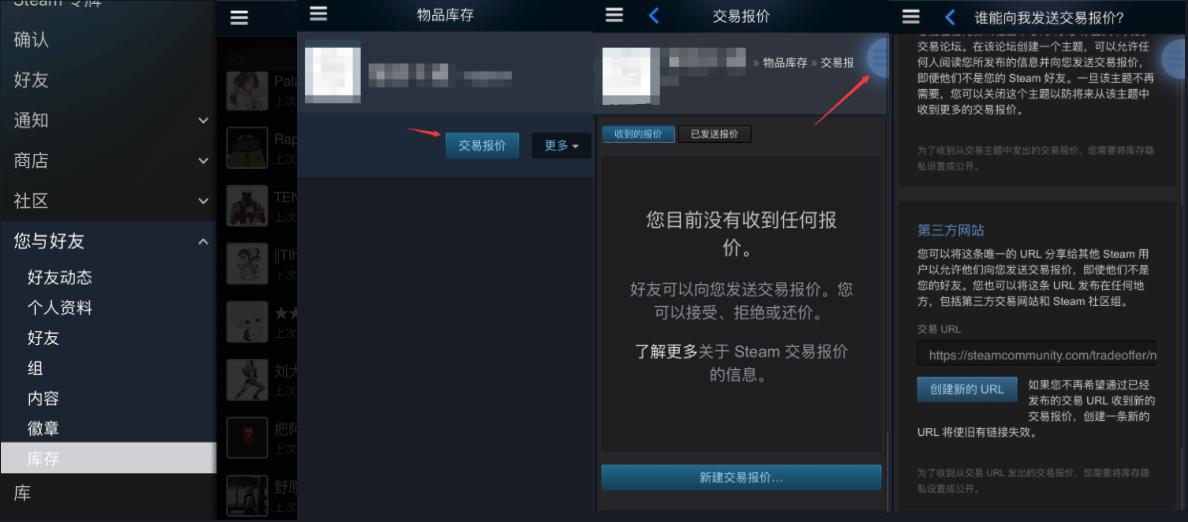 Steam 令牌
确认
好友
通知
商店
社区
您与好友
好友动态
个人资料
好友
组
内容
徽章
库存
库
上次
Rap
上次
TEN
上次
上次
★★
上次
刘大
上次
把阿
上次
野原
上次
物品库存
交易报价
更多
交易报价
» 物品库存 » 交易报
收到的报价
已发送报价
您目前没有收到任何报
价。
好友可以向您发送交易报价。您
可以接受、拒绝或还价。
了解更多关于 Steam 交易报价
的信息。
新建交易报价...
谁能向我发送交易报价?
交易论坛。在该论坛创建一个主题，可以允许任
何人阅读您所发布的信息并向您发送交易报价，
即便他们不是您的 Steam 好友。一旦该主题不再
需要，您可以关闭这个主题以防将来从该主题中
收到更多的交易报价。
为了收到从交易主题中发出的交易报价，您需要将库存隐
私设置成公开。
第三方网站
您可以将这条唯一的 URL 分享给其他 Steam 用
户以允许他们向您发送交易报价，即便他们不是
您的好友。您也可以将这条 URL 发布在任何地
方，包括第三方交易网站和 Steam 社区组。
交易 URL
https://steamcommunity.com/tradeoffer/n
创建新的 URL
如果您不再希望通过已经
发布的交易 URL 收到新的
交易报价，创建一条新的
URL 将使旧有链接失效。
为了收到从交易 URL 发出的交易报价，您需要将库存隐
私设置成公开。